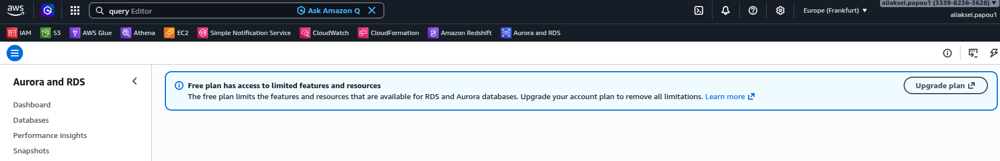 aws
query Editor
Ask Amazon Q
Europe (Frankfurt)
aliaksei.papou1 (3339-8236-3628)
aliaksei.papou1
IAM
S3
AWS Glue
Athena
EC2
Simple Notification Service
CloudWatch
CloudFormation
Amazon Redshift
Aurora and RDS
Aurora and RDS
Dashboard
Databases
Performance insights
Snapshots
Free plan has access to limited features and resources
The free plan limits the features and resources that are available for RDS and Aurora databases. Upgrade your account plan to remove all limitations. Learn more
Upgrade plan